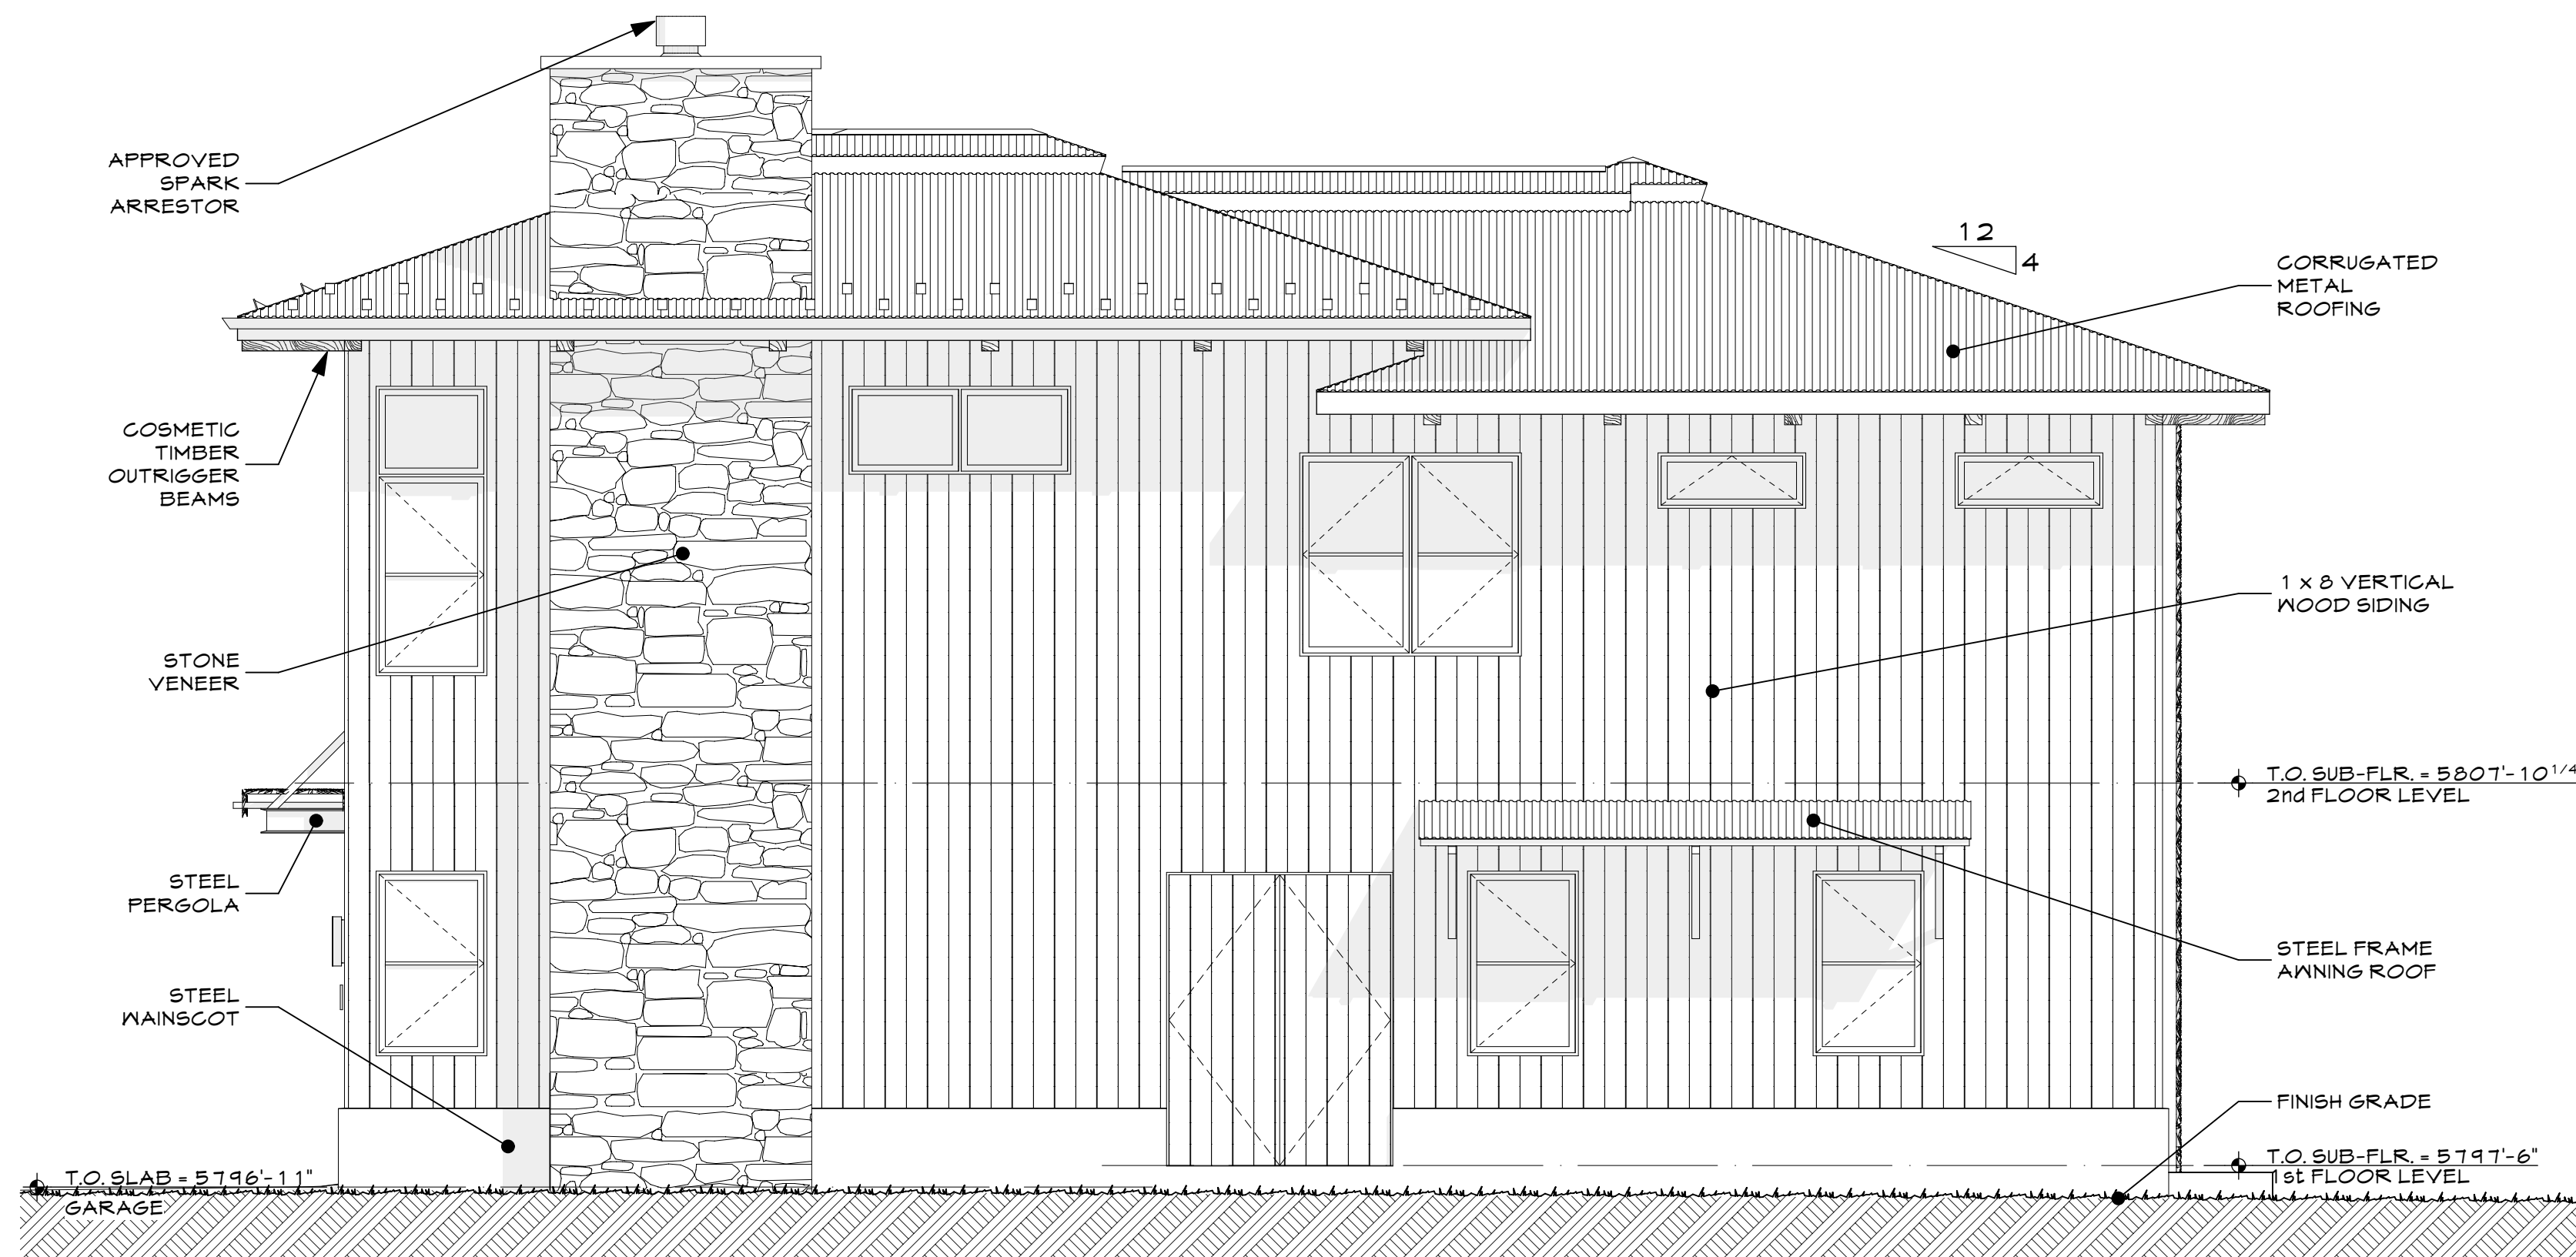 APPROVED
SPARK
ARRESTOR
12
4
CORRUGATED
METAL
ROOFING
COSMETIC
TIMBER
OUTRIGGER
BEAMS
1 x 8 VERTICAL
WOOD SIDING
STONE
VENEER
T.O. SUB-FLR. = 5807'-10 1/4
2nd FLOOR LEVEL
STEEL
PERGOLA
STEEL FRAME
AWNING ROOF
STEEL
WAINSCOT
FINISH GRADE
T.O. SUB-FLR. = 5797'-6"
1st FLOOR LEVEL
T.O. SLAB = 5796'-11"
GARAGE